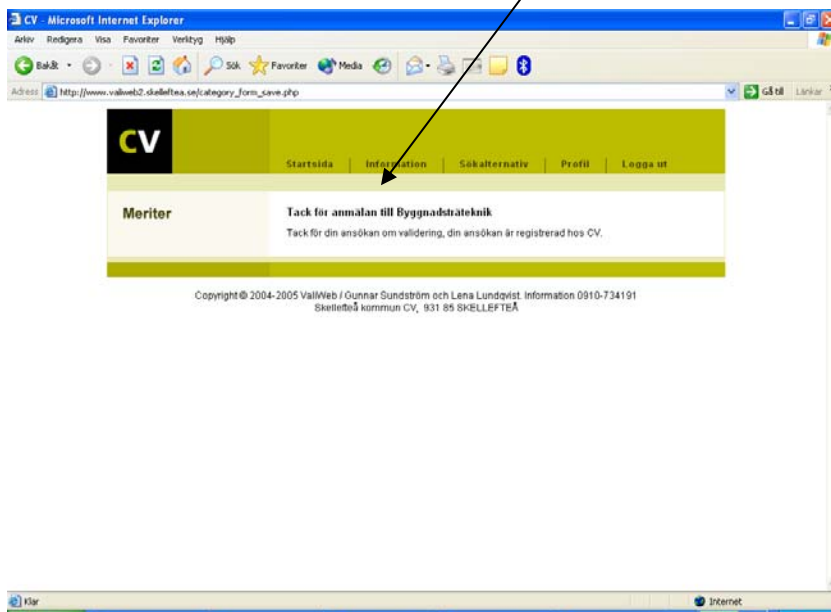 CV - Microsoft Internet Explorer
Arkiv Redigera Visa Favoriter Verktyg Hjälp
Bakåt Sök Favoriter Media
Adress http://www.valiweb2.skelleftea.se/category_form_save.php Gå till Länkar
CV
Startsida | Information | Sökalternativ | Profil | Logga ut
Meriter
Tack för anmälan till Byggnadsträteknik
Tack för din ansökan om validering, din ansökan är registrerad hos CV.
Copyright © 2004-2005 ValiWeb / Gunnar Sundström och Lena Lundqvist. Information 0910-734191
Skellefteå kommun CV, 931 85 SKELLEFTEÅ
Klar Internet